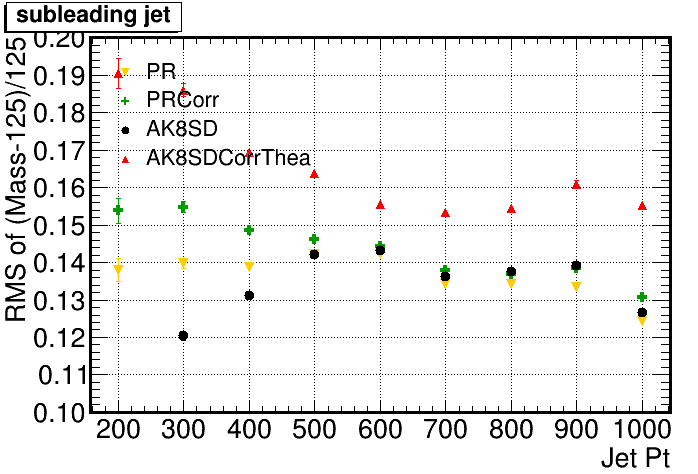 subleading jet
RMS of (Mass-125)/125
0.20
0.19
0.18
0.17
0.16
0.15
0.14
0.13
0.12
0.11
0.10
PR
PRCorr
AK8SD
AK8SDCorrThea
200 300 400 500 600 700 800 900 1000
Jet Pt